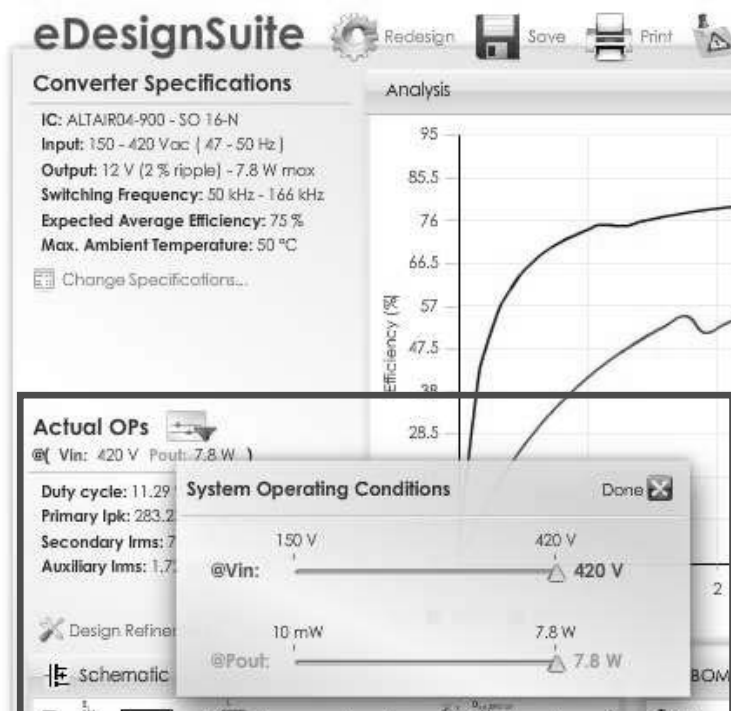 eDesignSuite
Redesign
Save
Print
Converter Specifications
IC: ALTAIR04-900 - SO 16-N
Input: 150 - 420 Vac ( 47 - 50 Hz )
Output: 12 V (2 % ripple) - 7.8 W max
Switching Frequency: 50 kHz - 166 kHz
Expected Average Efficiency: 75 %
Max. Ambient Temperature: 50 °C
Change Specifications...
Analysis
95
85.5
76
66.5
57
47.5
38
28.5
Efficiency (%)
2
Actual OPs
@( Vin: 420 V Pout: 7.8 W )
Duty cycle: 11.29
Primary Ipk: 283.2
Secondary Irms: 7
Auxiliary Irms: 1.7
Design Refine
Schematic
BOM
System Operating Conditions
Done
150 V
420 V
@Vin:
420 V
10 mW
7.8 W
@Pout:
7.8 W